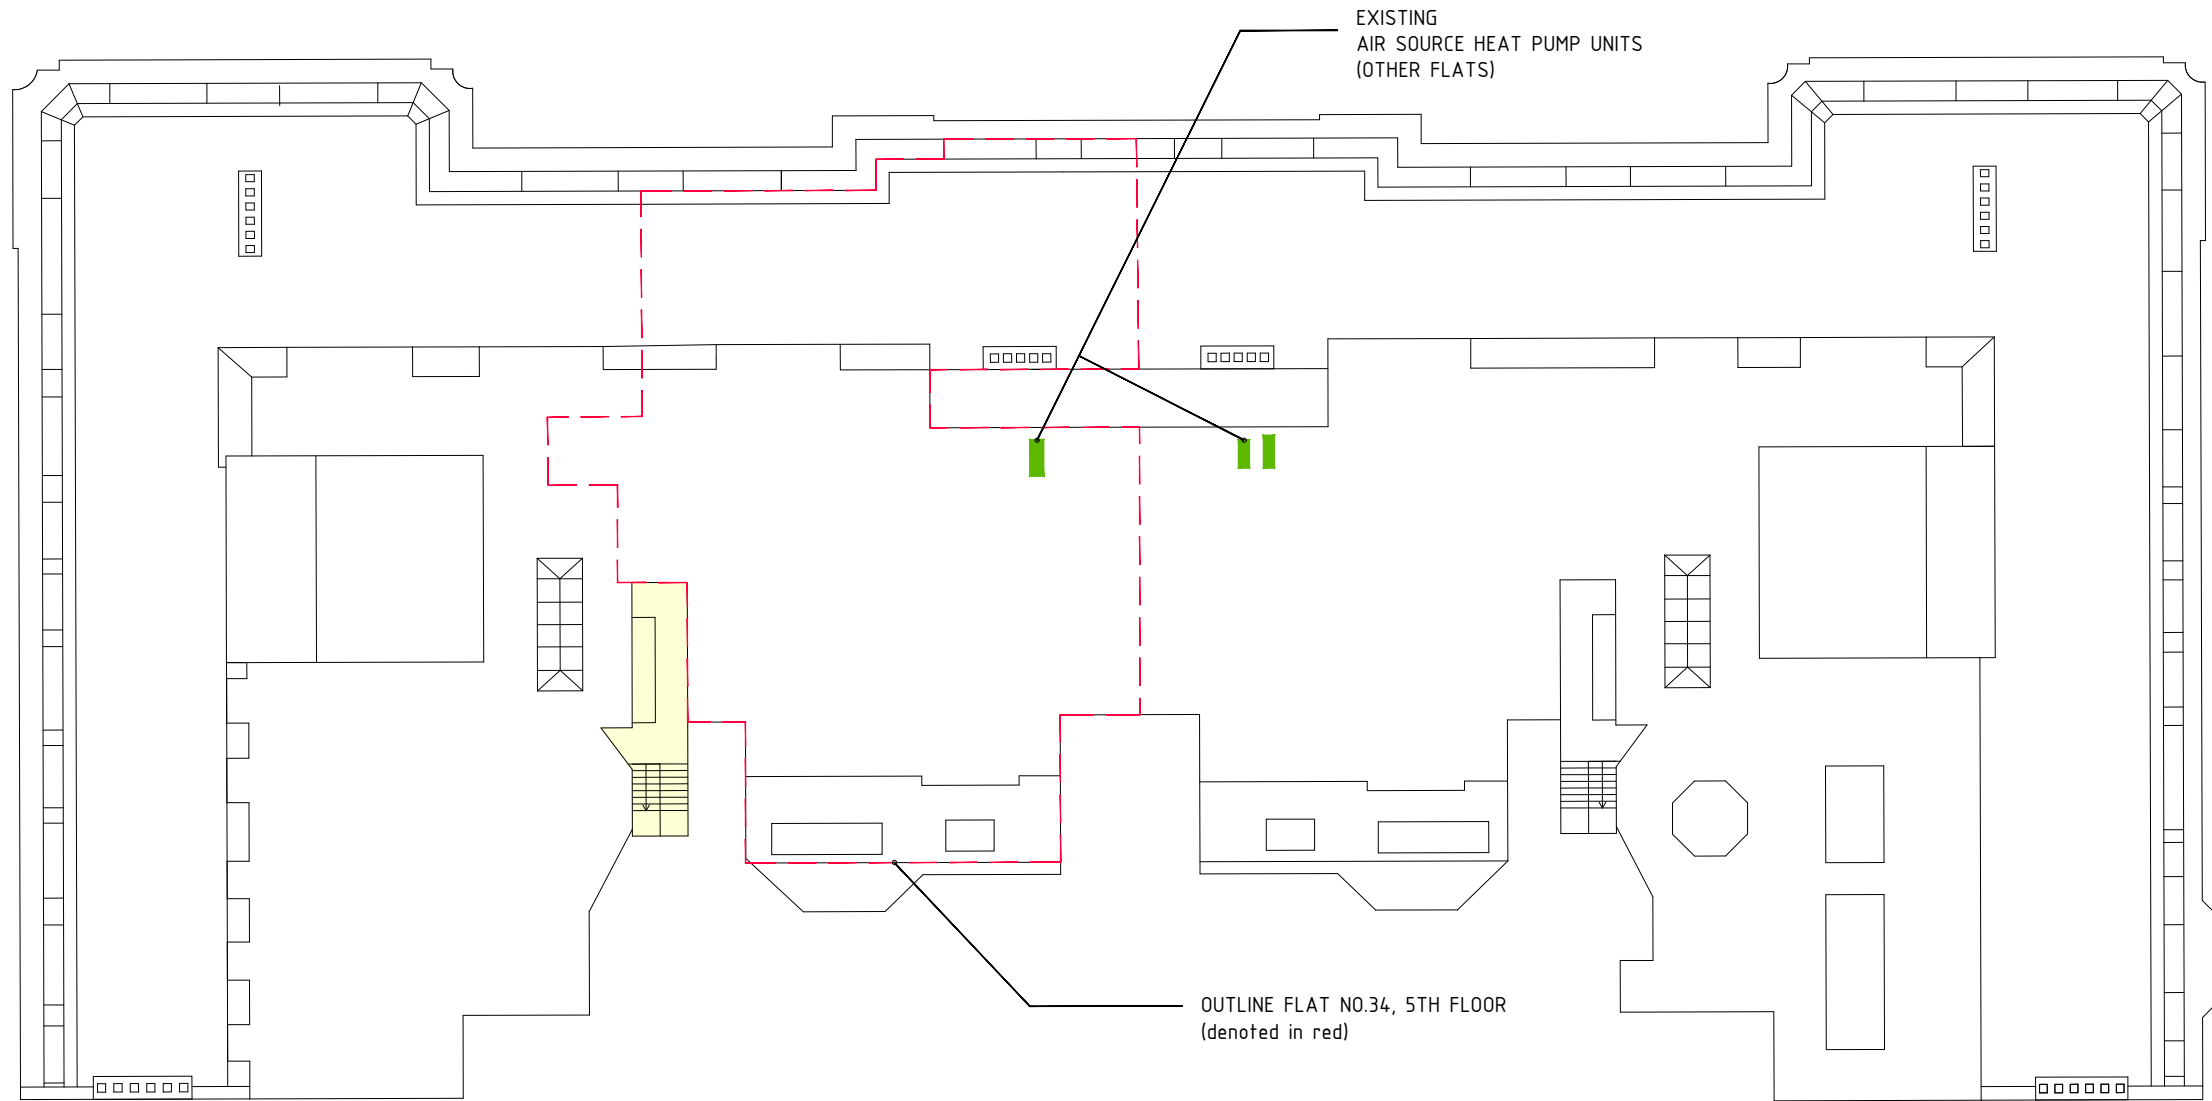 EXISTING
AIR SOURCE HEAT PUMP UNITS
(OTHER FLATS)
OUTLINE FLAT NO.34, 5TH FLOOR
(denoted in red)